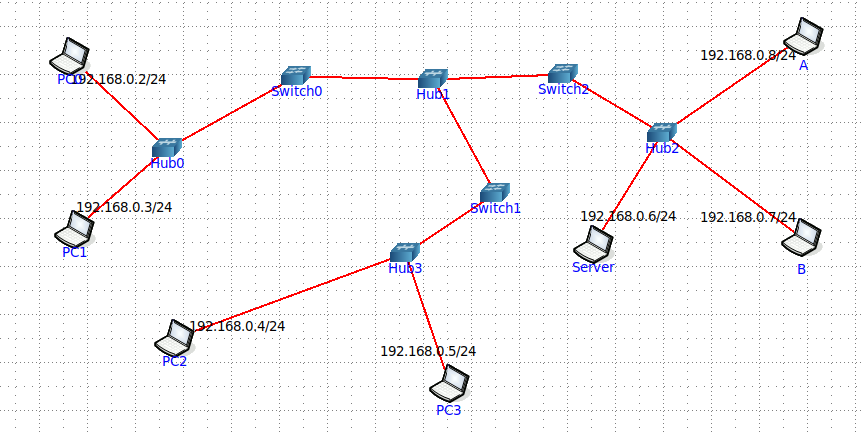 192.168.0.2/24
PC0
Switch0
Hub1
Switch2
192.168.0.8/24
A
Hub0
Hub2
192.168.0.3/24
PC1
Switch1
192.168.0.6/24
192.168.0.7/24
Server
B
Hub3
192.168.0.4/24
PC2
192.168.0.5/24
PC3